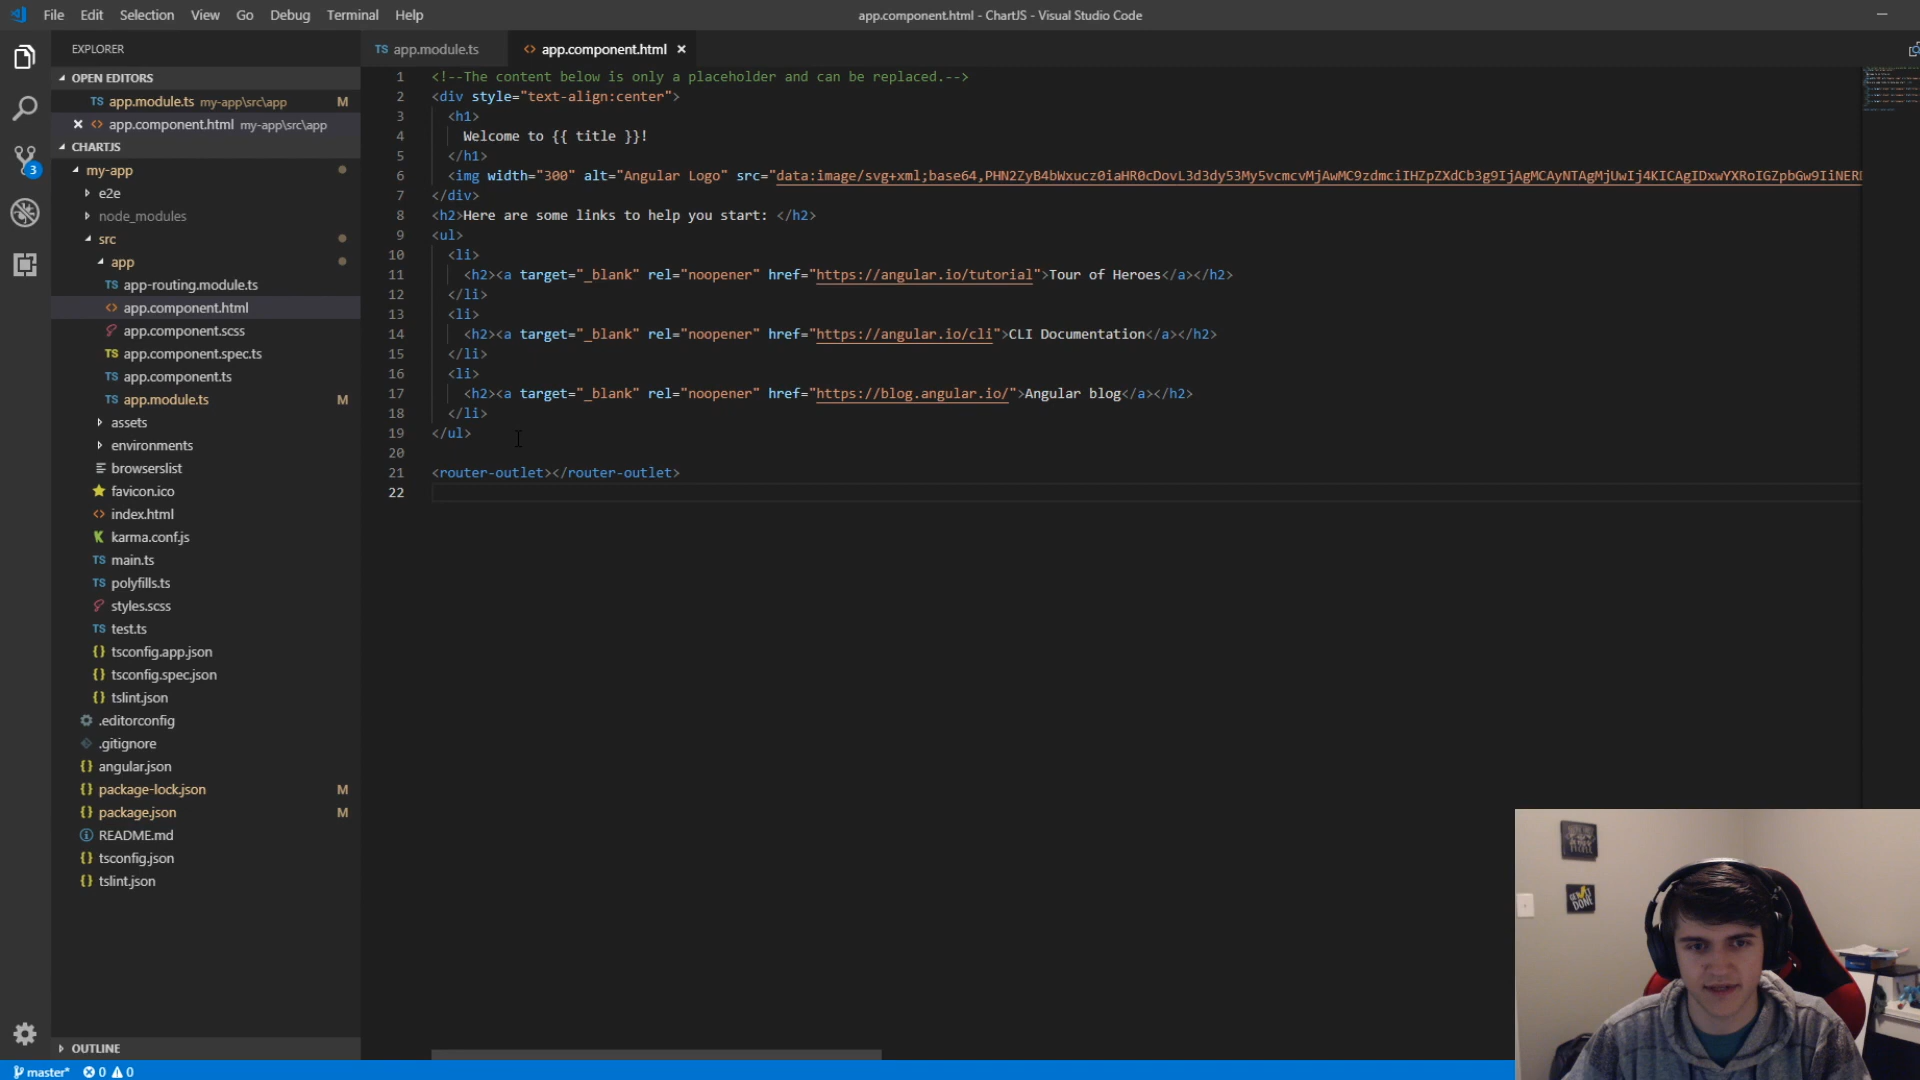 File Edit Selection View Go Debug Terminal Help
app.component.html - ChartJS - Visual Studio Code
EXPLORER
OPEN EDITORS
TS app.module.ts my-app\src\app M
<> app.component.html my-app\src\app
CHARTJS
my-app
e2e
node_modules
src
app
TS app-routing.module.ts
<> app.component.html
app.component.scss
TS app.component.spec.ts
TS app.component.ts
TS app.module.ts M
assets
environments
browserslist
favicon.ico
<> index.html
K karma.conf.js
TS main.ts
TS polyfills.ts
styles.scss
TS test.ts
{} tsconfig.app.json
{} tsconfig.spec.json
{} tslint.json
.editorconfig
.gitignore
{} angular.json
{} package-lock.json M
{} package.json M
README.md
{} tsconfig.json
{} tslint.json
OUTLINE
3
master* 0 0
TS app.module.ts
<> app.component.html
1 <!--The content below is only a placeholder and can be replaced.-->
2 <div style="text-align:center">
3 <h1>
4 Welcome to {{ title }}!
5 </h1>
6 <img width="300" alt="Angular Logo" src="data:image/svg+xml;base64,
7 </div>
8 <h2>Here are some links to help you start: </h2>
9 <ul>
10 <li>
11 <h2><a target="_blank" rel="noopener" href="https://angular.io/tutorial">Tour of Heroes</a></h2>
12 </li>
13 <li>
14 <h2><a target="_blank" rel="noopener" href="https://angular.io/cli">CLI Documentation</a></h2>
15 </li>
16 <li>
17 <h2><a target="_blank" rel="noopener" href="https://blog.angular.io/">Angular blog</a></h2>
18 </li>
19 </ul>
20
21 <router-outlet></router-outlet>
22